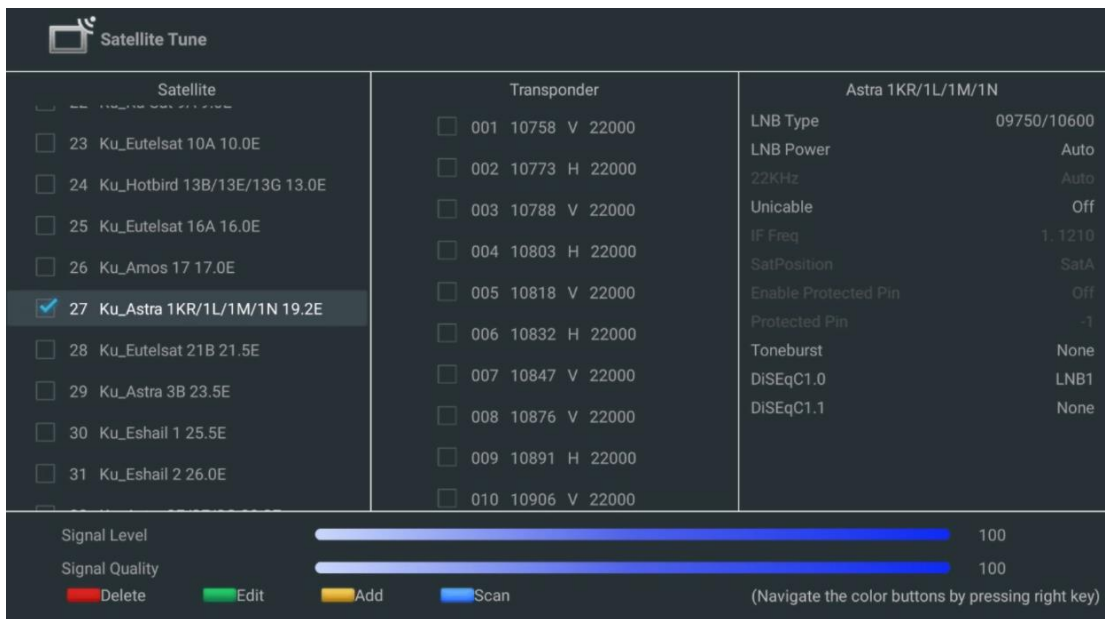 Satellite Tune
Satellite
23 Ku_Eutelsat 10A 10.0E
24 Ku_Hotbird 13B/13E/13G 13.0E
25 Ku_Eutelsat 16A 16.0E
26 Ku_Amos 17 17.0E
27 Ku_Astra 1KR/1L/1M/1N 19.2E
28 Ku_Eutelsat 21B 21.5E
29 Ku_Astra 3B 23.5E
30 Ku_Eshail 1 25.5E
31 Ku_Eshail 2 26.0E
Transponder
001 10758 V 22000
002 10773 H 22000
003 10788 V 22000
004 10803 H 22000
005 10818 V 22000
006 10832 H 22000
007 10847 V 22000
008 10876 V 22000
009 10891 H 22000
010 10906 V 22000
Astra 1KR/1L/1M/1N
LNB Type 09750/10600
LNB Power Auto
22KHz Auto
Unicable Off
IF Freq 1. 1210
SatPosition SatA
Enable Protected Pin Off
Protected Pin -1
Toneburst None
DiSEqC1.0 LNB1
DiSEqC1.1 None
Signal Level 100
Signal Quality 100
Delete Edit Add Scan (Navigate the color buttons by pressing right key)